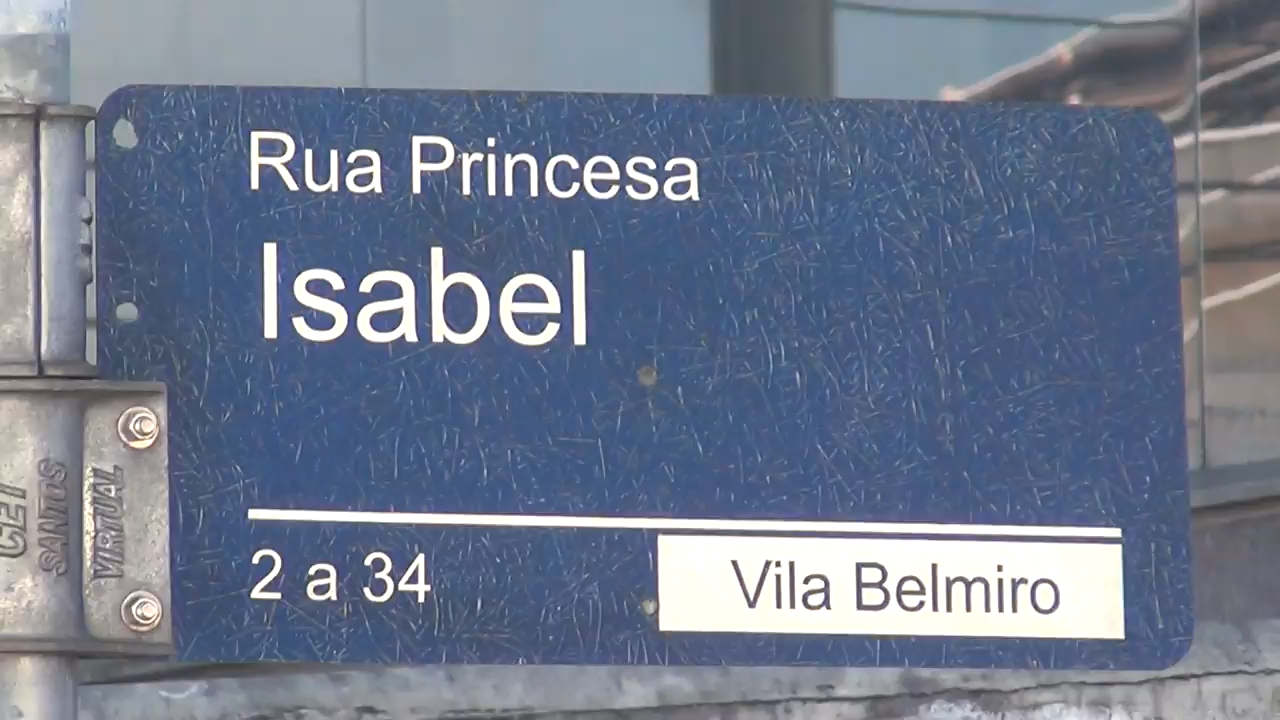 Rua Princesa
Isabel
2 a 34
Vila Belmiro
CET
SANTOS
VIRTUAL